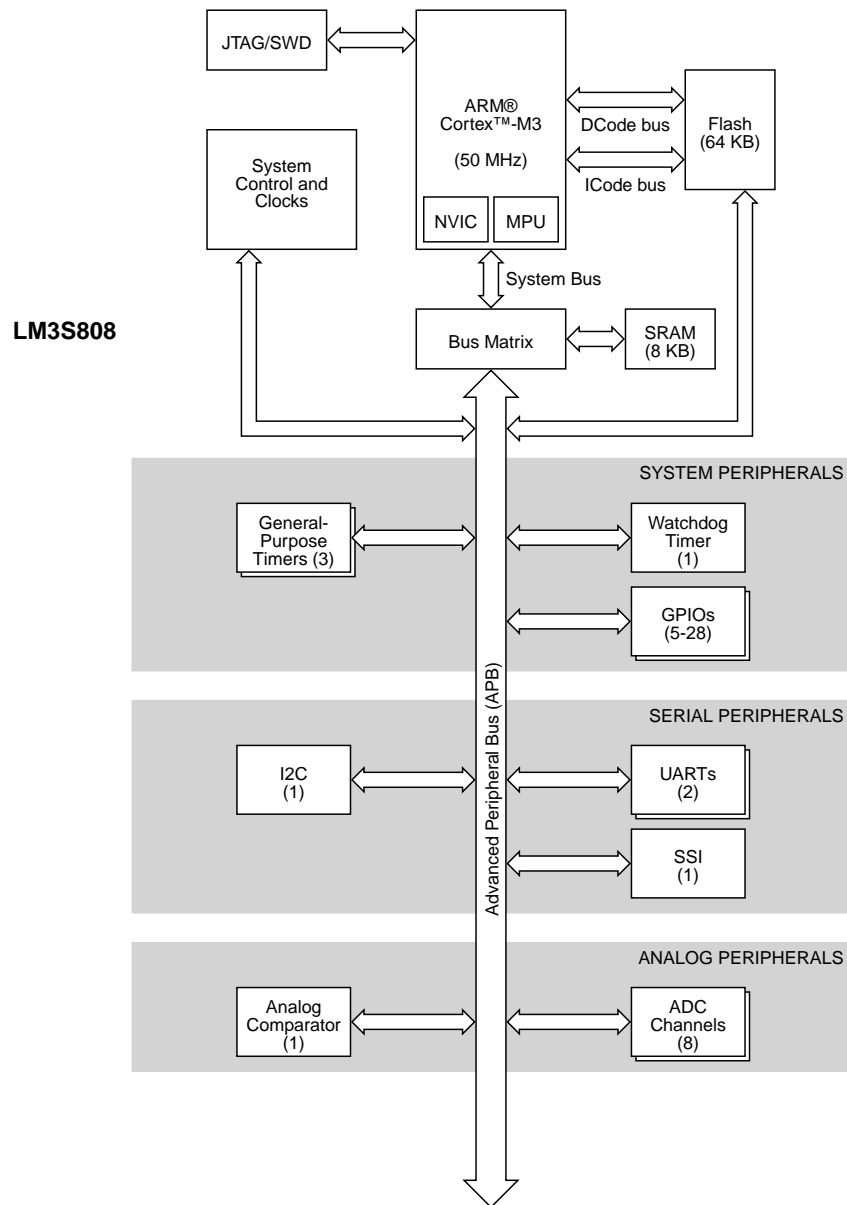 JTAG/SWD
ARM®
Cortex™-M3
(50 MHz)
NVIC
MPU
DCode bus
ICode bus
Flash
(64 KB)
System
Control and
Clocks
System Bus
LM3S808
Bus Matrix
SRAM
(8 KB)
SYSTEM PERIPHERALS
General-
Purpose
Timers (3)
Watchdog
Timer
(1)
GPIOs
(5-28)
Advanced Peripheral Bus (APB)
SERIAL PERIPHERALS
I2C
(1)
UARTs
(2)
SSI
(1)
ANALOG PERIPHERALS
Analog
Comparator
(1)
ADC
Channels
(8)